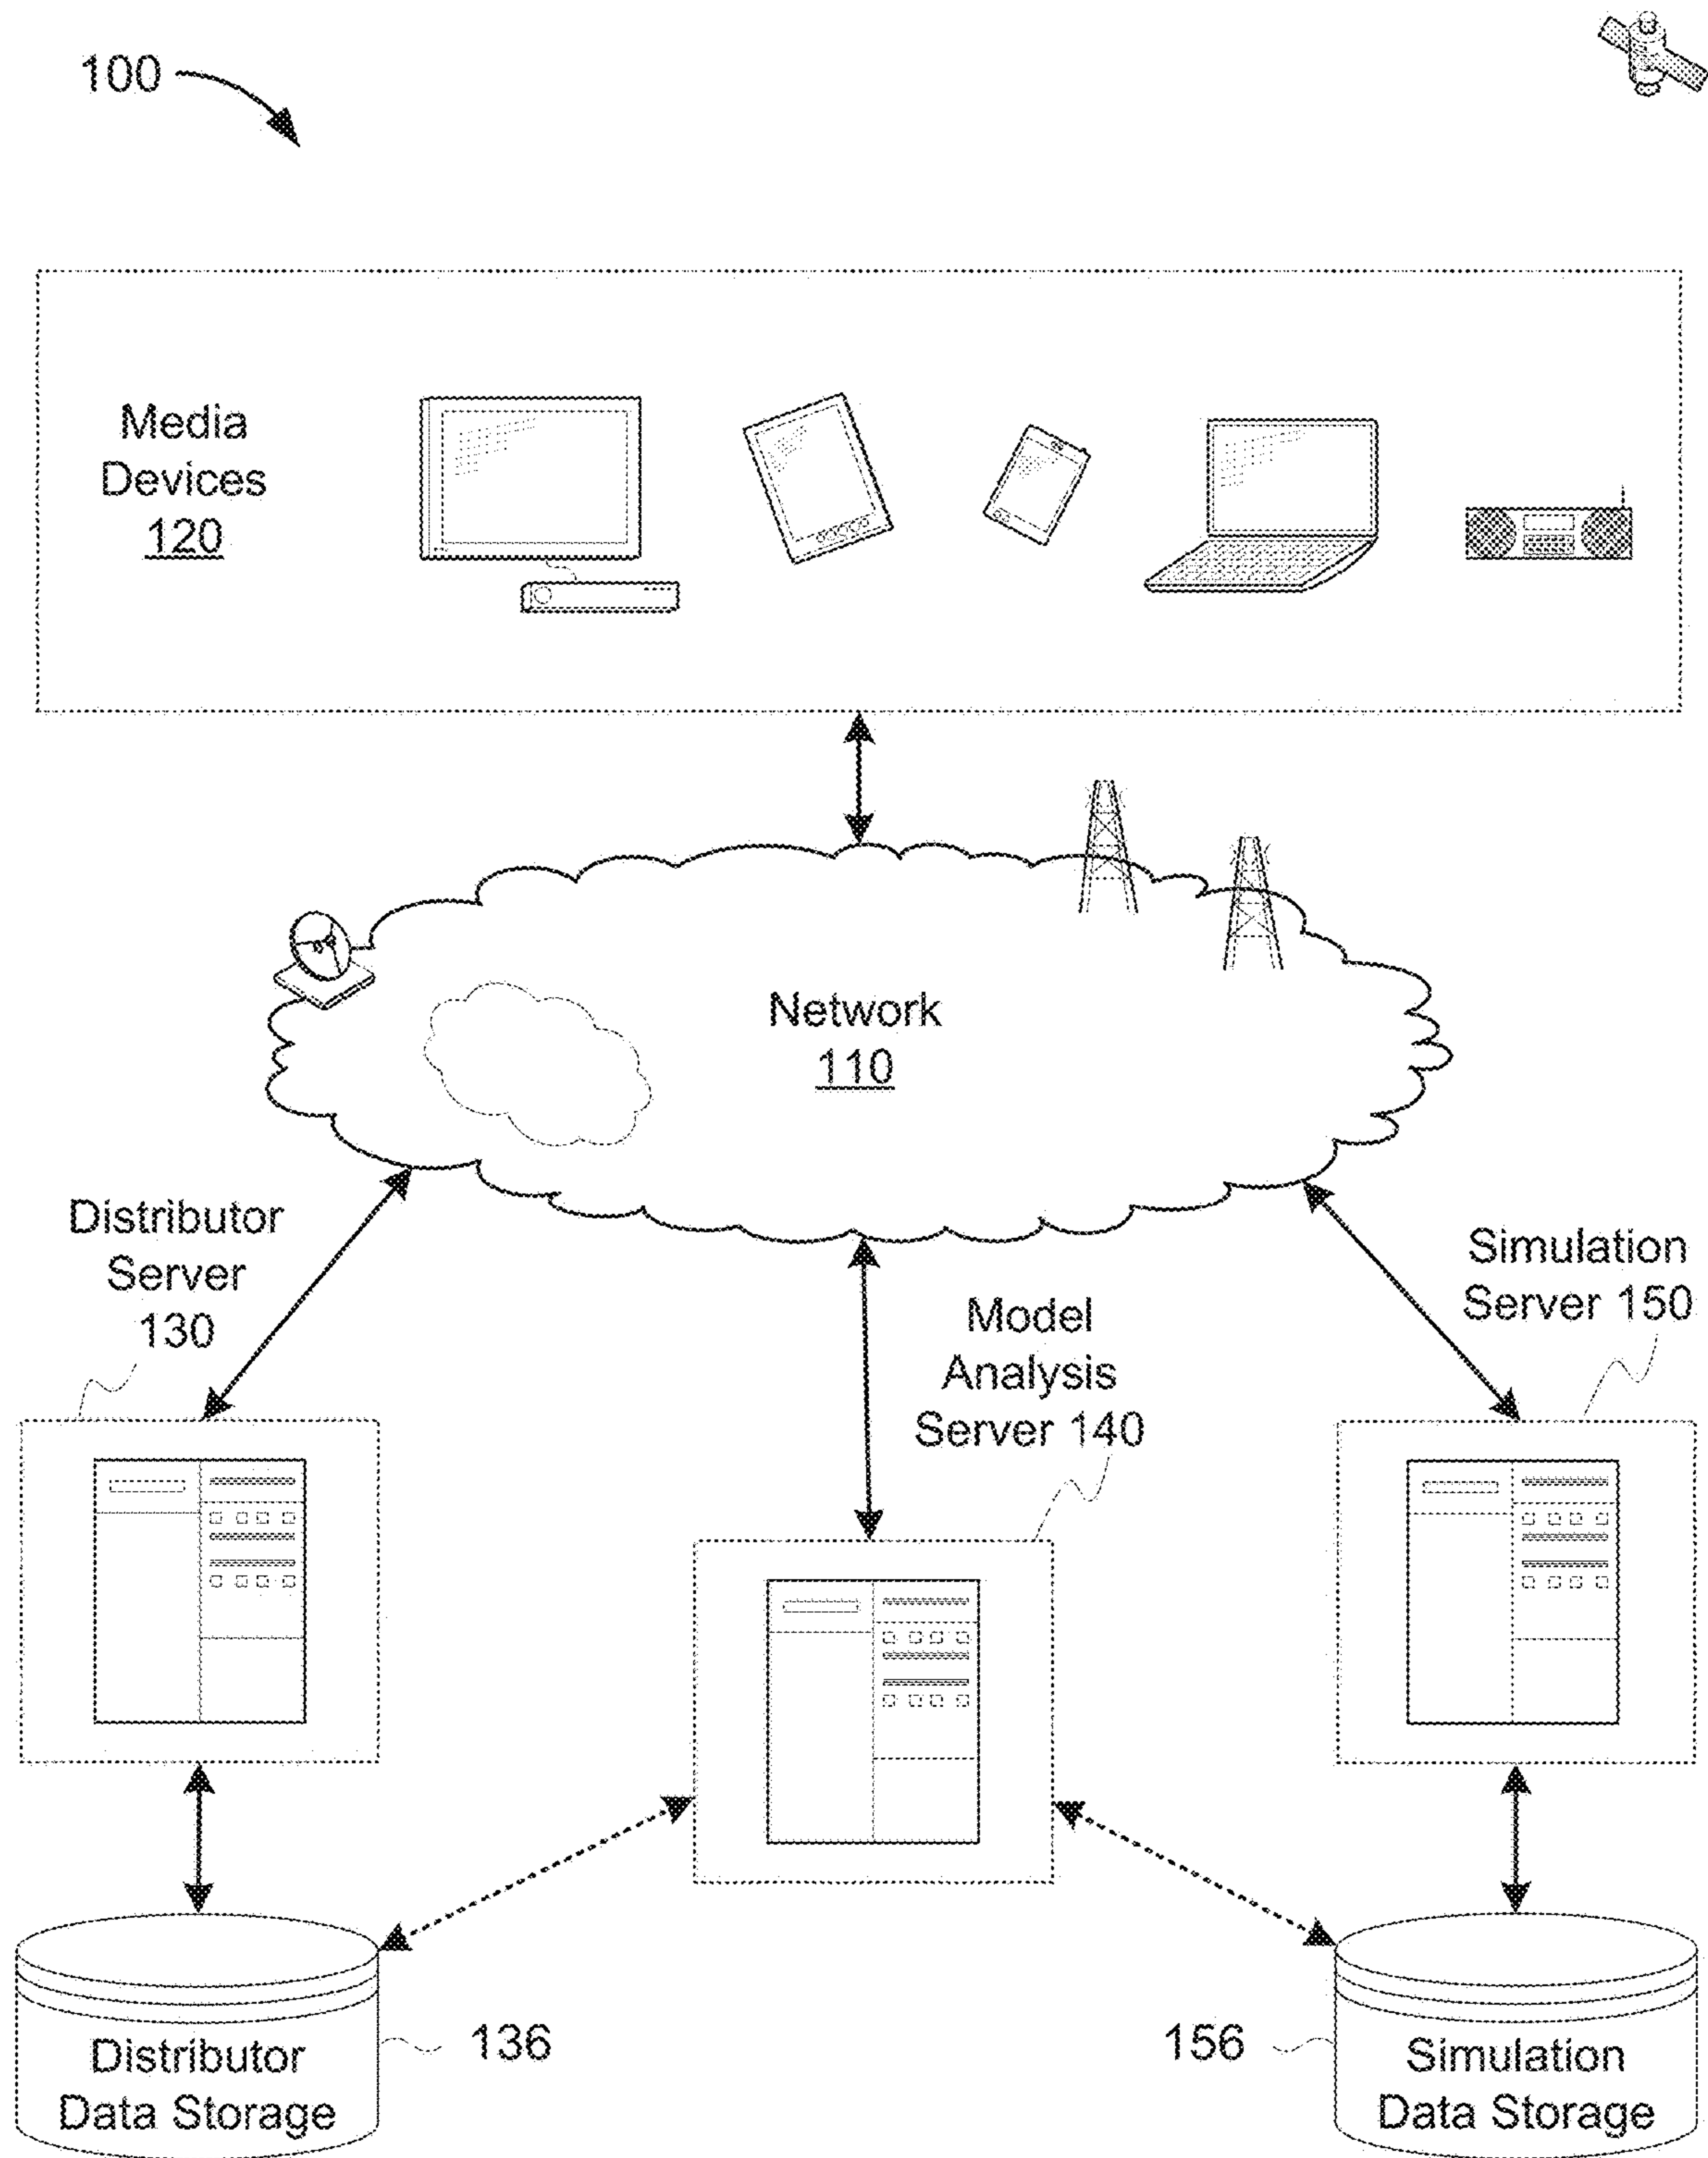 100
Media
Devices
120
Network
110
Distributor
Server
130
Model
Analysis
Server 140
Simulation
Server 150
Distributor
Data Storage
136
156
Simulation
Data Storage